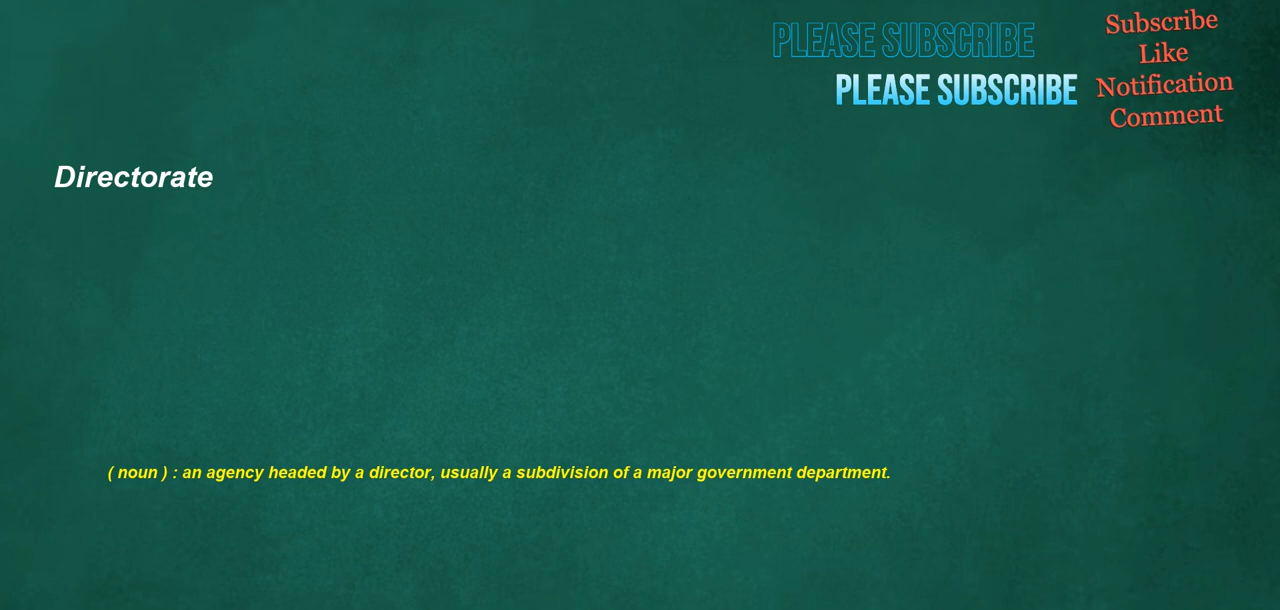 PLEASE SUBSCRIBE
PLEASE SUBSCRIBE
Subscribe
Like
Notification
Comment
Directorate
( noun ) : an agency headed by a director, usually a subdivision of a major government department.